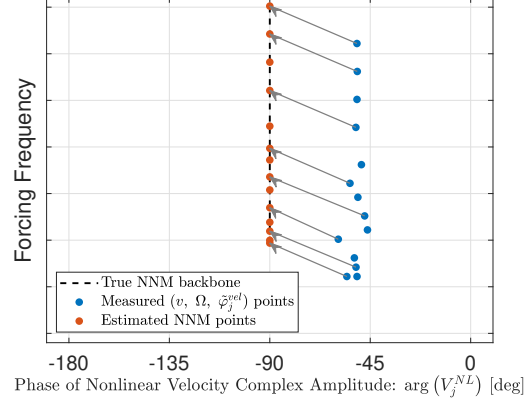 Forcing Frequency
True NNM backbone
Measured (v, Ω, φ̃_j^{vel}) points
Estimated NNM points
-180 -135 -90 -45 0
Phase of Nonlinear Velocity Complex Amplitude: arg (V_j^{NL}) [deg]